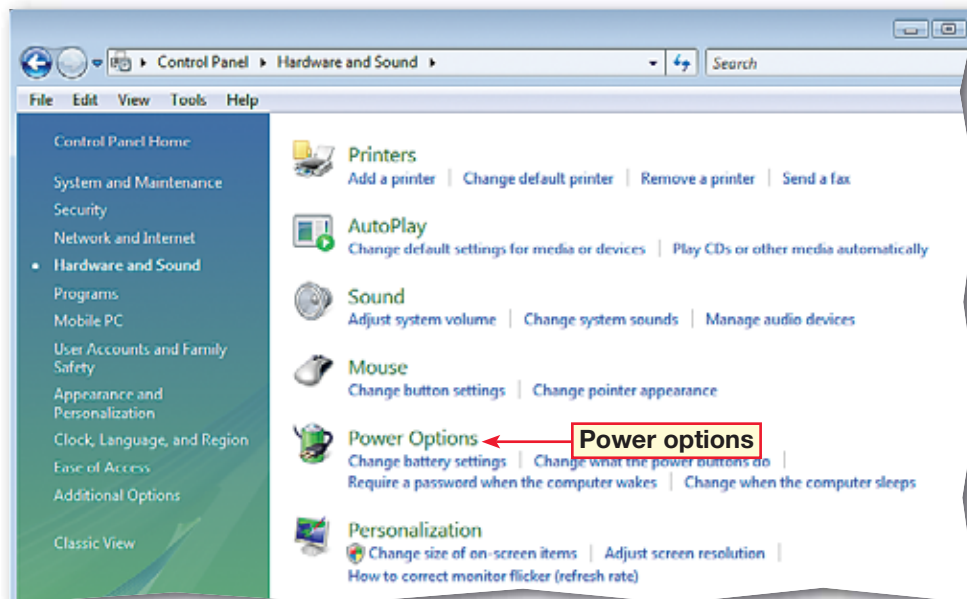 Control Panel Hardware and Sound Search
File Edit View Tools Help
Control Panel Home
System and Maintenance
Security
Network and Internet
• Hardware and Sound
Programs
Mobile PC
User Accounts and Family
Safety
Appearance and
Personalization
Clock, Language, and Region
Ease of Access
Additional Options
Classic View
Printers
Add a printer | Change default printer | Remove a printer | Send a fax
AutoPlay
Change default settings for media or devices | Play CDs or other media automatically
Sound
Adjust system volume | Change system sounds | Manage audio devices
Mouse
Change button settings | Change pointer appearance
Power Options
Power options
Change battery settings | Change what the power buttons do |
Require a password when the computer wakes | Change when the computer sleeps
Personalization
Change size of on-screen items | Adjust screen resolution |
How to correct monitor flicker (refresh rate)